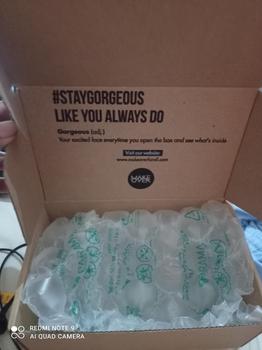 #STAYGORGEOUS
LIKE YOU ALWAYS DO
Gorgeous (adj.)
Your excited face everytime you open the box and see what's inside
Visit our website:
www.makeoverforall.com
MAKE
OVER
REDMI NOTE 9
AI QUAD CAMERA